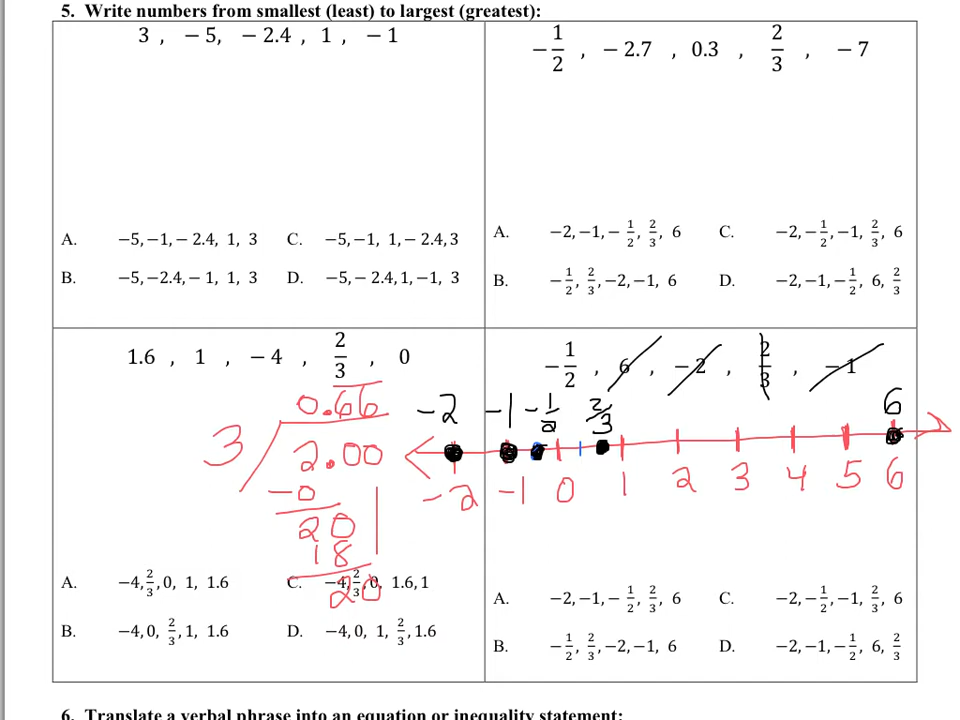 5. Write numbers from smallest (least) to largest (greatest):
3 , − 5, − 2.4 , 1 , − 1
A. −5, −1, − 2.4, 1, 3 C. −5, −1, 1, − 2.4, 3
B. −5, −2.4, − 1, 1, 3 D. −5, − 2.4, 1, −1, 3
−1/2 , − 2.7 , 0.3 , 2/3 , − 7
A. −2, −1, −1/2, 2/3, 6 C. −2, −1/2, −1, 2/3, 6
B. −1/2, 2/3, −2, −1, 6 D. −2, −1, −1/2, 6, 2/3
1.6 , 1 , − 4 , 2/3 , 0
0.66
3 2.00
−0
20
18
20
A. −4, 2/3, 0, 1, 1.6 C. −4, 2/3, 0, 1.6, 1
B. −4, 0, 2/3, 1, 1.6 D. −4, 0, 1, 2/3, 1.6
−1/2 , 6 , −2 , 2/3 , −1
−2 −1 −1/2 2/3 6
−2 −1 0 1 2 3 4 5 6
A. −2, −1, −1/2, 2/3, 6 C. −2, −1/2, −1, 2/3, 6
B. −1/2, 2/3, −2, −1, 6 D. −2, −1, −1/2, 6, 2/3
6. Translate a verbal phrase into an equation or inequality statement: